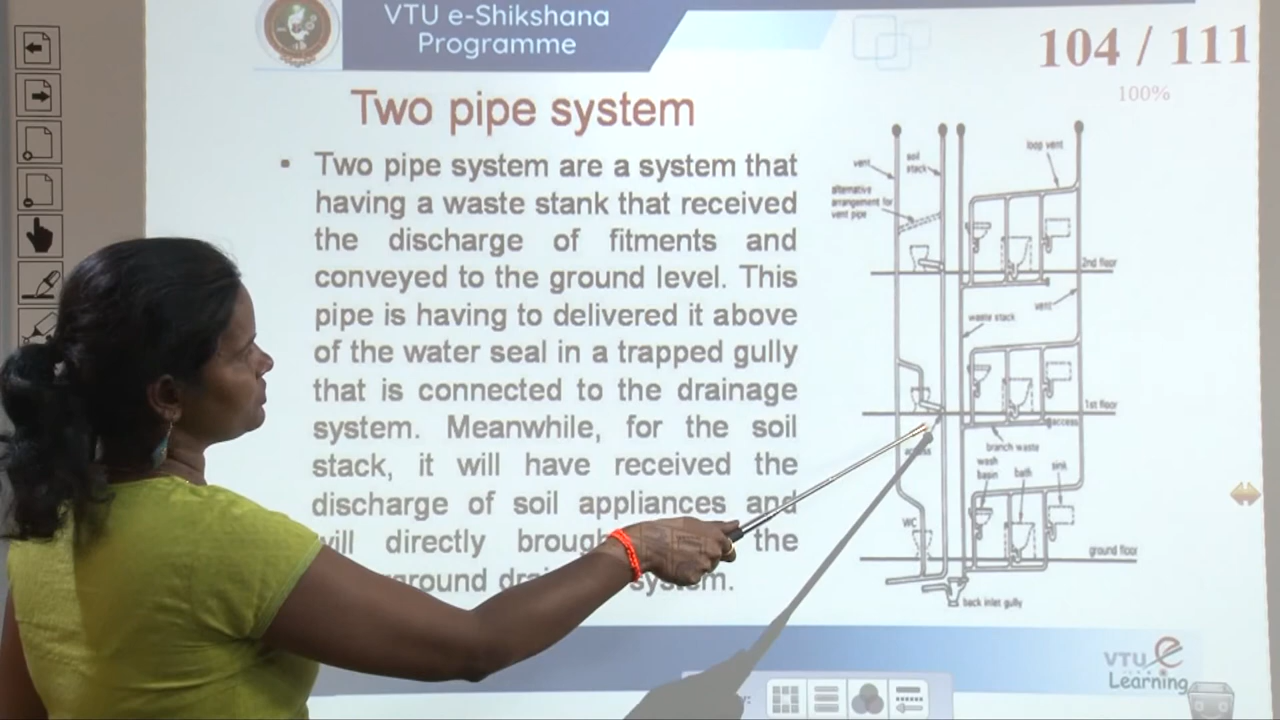 VTU e-Shikshana
Programme
104 / 111
100%
Two pipe system
▪ Two pipe system are a system that
having a waste stank that received
the discharge of fitments and
conveyed to the ground level. This
pipe is having to delivered it above
of the water seal in a trapped gully
that is connected to the drainage
system. Meanwhile, for the soil
stack, it will have received the
discharge of soil appliances and
will directly the
system.
vent
soil
stack
loop vent
alternative
arrangement for
vent pipe
2nd floor
vent
waste stack
1st floor
access
branch waste
wash
basin
bath
sink
WC
ground floor
back inlet gully
VTU e
Learning